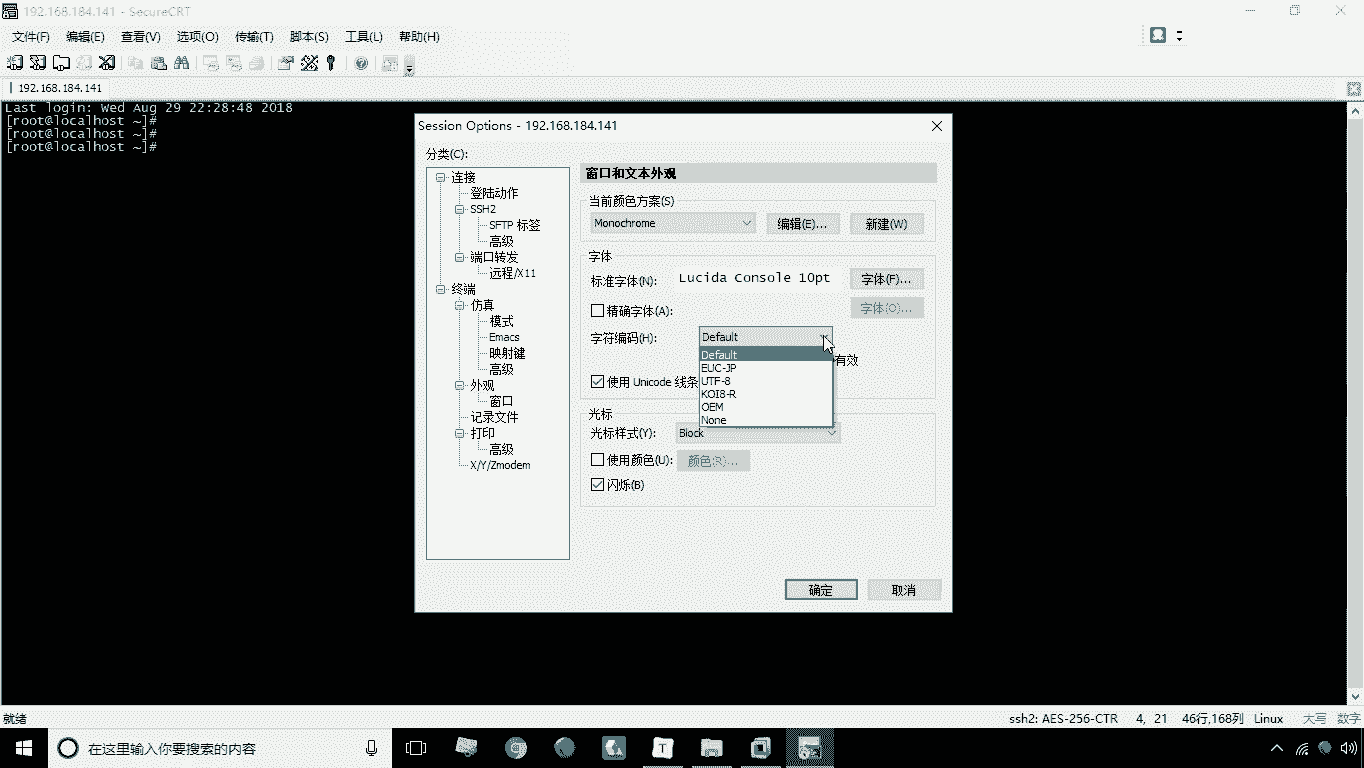 192.168.184.141 - SecureCRT
文件(F) 编辑(E) 查看(V) 选项(O) 传输(T) 脚本(S) 工具(L) 帮助(H)
192.168.184.141
Last login: Wed Aug 29 22:28:48 2018
[root@localhost ~]#
[root@localhost ~]#
[root@localhost ~]#
Session Options - 192.168.184.141
分类(C):
连接
登陆动作
SSH2
SFTP 标签
高级
端口转发
远程/X11
终端
仿真
模式
Emacs
映射键
高级
外观
窗口
记录文件
打印
高级
X/Y/Zmodem
窗口和文本外观
当前颜色方案(S)
Monochrome 编辑(E)... 新建(W)
字体
标准字体(N): Lucida Console 10pt 字体(F)...
精确字体(A): 字体(O)...
字符编码(H): Default
Default
EUC-JP
UTF-8
KOI8-R
OEM
None
有效
使用 Unicode 线条
光标
光标样式(Y): Block
使用颜色(U): 颜色(R)...
闪烁(B)
确定 取消
就绪 ssh2: AES-256-CTR 4, 21 46行,168列 Linux 大写 数字
在这里输入你要搜索的内容